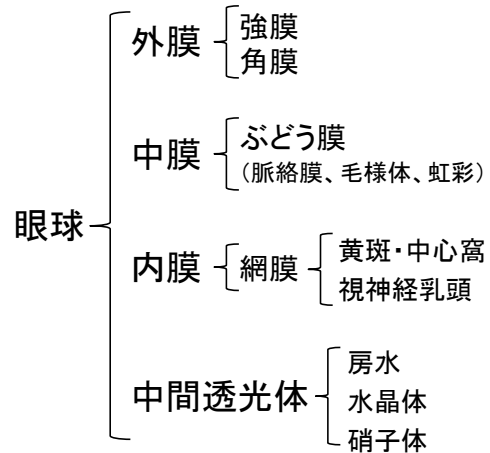 眼球
外膜
強膜
角膜
中膜
ぶどう膜
（脈絡膜、毛様体、虹彩）
内膜
網膜
黄斑・中心窩
視神経乳頭
中間透光体
房水
水晶体
硝子体